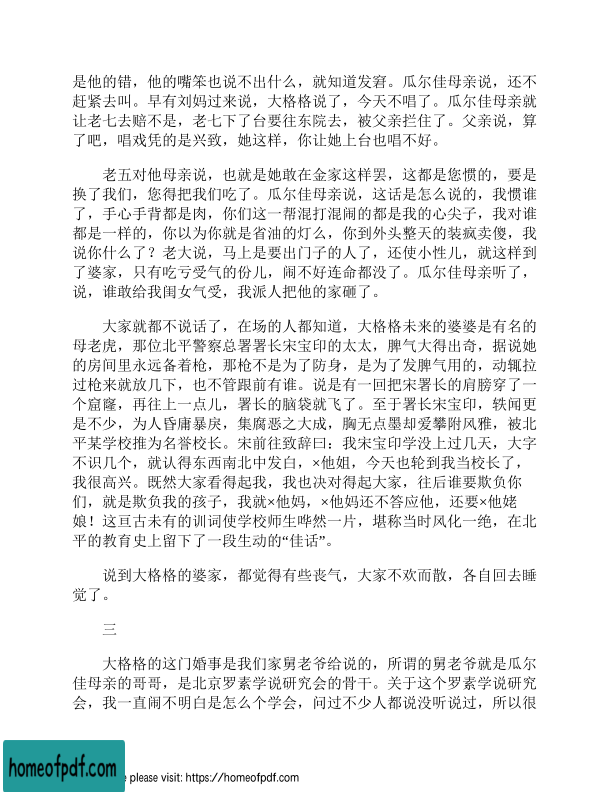 是他的错，他的嘴笨也说不出什么，就知道发窘。瓜尔佳母亲说，还不
赶紧去叫。早有刘妈过来说，大格格说了，今天不唱了。瓜尔佳母亲就
让老七去赔不是，老七下了台要往东院去，被父亲拦住了。父亲说，算
了吧，唱戏凭的是兴致，她这样，你让她上台也唱不好。
老五对他母亲说，也就是她敢在金家这样罢，这都是您惯的，要是
换了我们，您得把我们吃了。瓜尔佳母亲说，这话是怎么说的，我惯谁
了，手心手背都是肉，你们这一帮混打混闹的都是我的心尖子，我对谁
都是一样的，你以为你就是省油的灯么，你到外头整天的装疯卖傻，我
说你什么了？老大说，马上是要出门子的人了，还使小性儿，就这样到
了婆家，只有吃亏受气的份儿，闹不好连命都没了。瓜尔佳母亲听了，
说，谁敢给我闺女气受，我派人把他的家砸了。
大家就都不说话了，在场的人都知道，大格格未来的婆婆是有名的
母老虎，那位北平警察总署署长宋宝印的太太，脾气大得出奇，据说她
的房间里永远备着枪，那枪不是为了防身，是为了发脾气用的，动辄拉
过枪来就放几下，也不管跟前有谁。说是有一回把宋署长的肩膀穿了一
个窟窿，再往上一点儿，署长的脑袋就飞了。至于署长宋宝印，轶闻更
是不少，为人昏庸暴戾，集腐恶之大成，胸无点墨却爱攀附风雅，被北
平某学校推为名誉校长。宋前往致辞曰：我宋宝印学没上过几天，大字
不识几个，就认得东西南北中发白，×他姐，今天也轮到我当校长了，
我很高兴。既然大家看得起我，我也决对得起大家，往后谁要欺负你
们，就是欺负我的孩子，我就×他妈，×他妈还不答应他，还要×他姥
娘！这亘古未有的训词使学校师生哗然一片，堪称当时风化一绝，在北
平的教育史上留下了一段生动的“佳话”。
说到大格格的婆家，都觉得有些丧气，大家不欢而散，各自回去睡
觉了。
三
大格格的这门婚事是我们家舅老爷给说的，所谓的舅老爷就是瓜尔
佳母亲的哥哥，是北京罗素学说研究会的骨干。关于这个罗素学说研究
会，我一直闹不明白是怎么个学会，问过不少人都说没听说过，所以很
homeofpdf.com
e please visit: https://homeofpdf.com